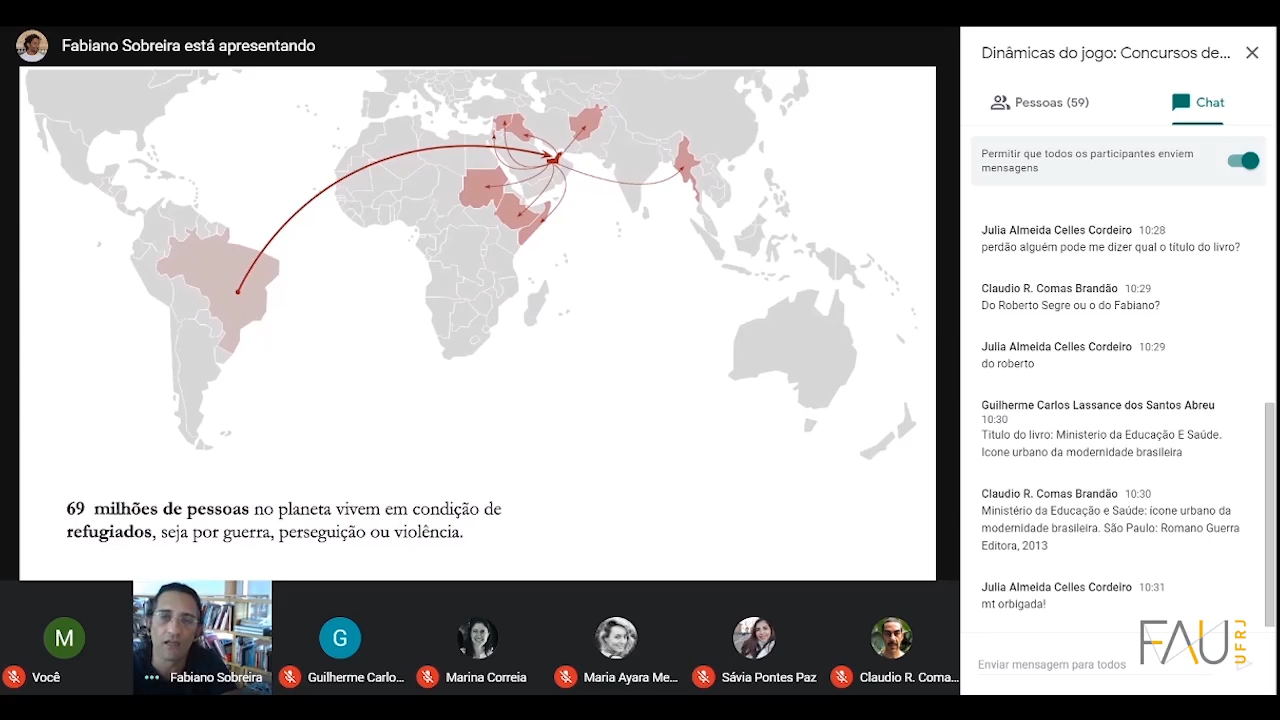 Fabiano Sobreira está apresentando
69 milhões de pessoas no planeta vivem em condição de
refugiados, seja por guerra, perseguição ou violência.
M
Você
Fabiano Sobreira
G
Guilherme Carlo...
Marina Correia
Maria Ayara Me...
Sávia Pontes Paz
Claudio R. Coma...
Dinâmicas do jogo: Concursos de...
Pessoas (59)
Chat
Permitir que todos os participantes enviem
mensagens
Julia Almeida Celles Cordeiro 10:28
perdão alguém pode me dizer qual o título do livro?
Claudio R. Comas Brandão 10:29
Do Roberto Segre ou o do Fabiano?
Julia Almeida Celles Cordeiro 10:29
do roberto
Guilherme Carlos Lassance dos Santos Abreu
10:30
Titulo do livro: Ministerio da Educação E Saúde.
Icone urbano da modernidade brasileira
Claudio R. Comas Brandão 10:30
Ministério da Educação e Saúde: ícone urbano da
modernidade brasileira. São Paulo: Romano Guerra
Editora, 2013
Julia Almeida Celles Cordeiro 10:31
mt orbigada!
Enviar mensagem para todos
FAU
UFRJ